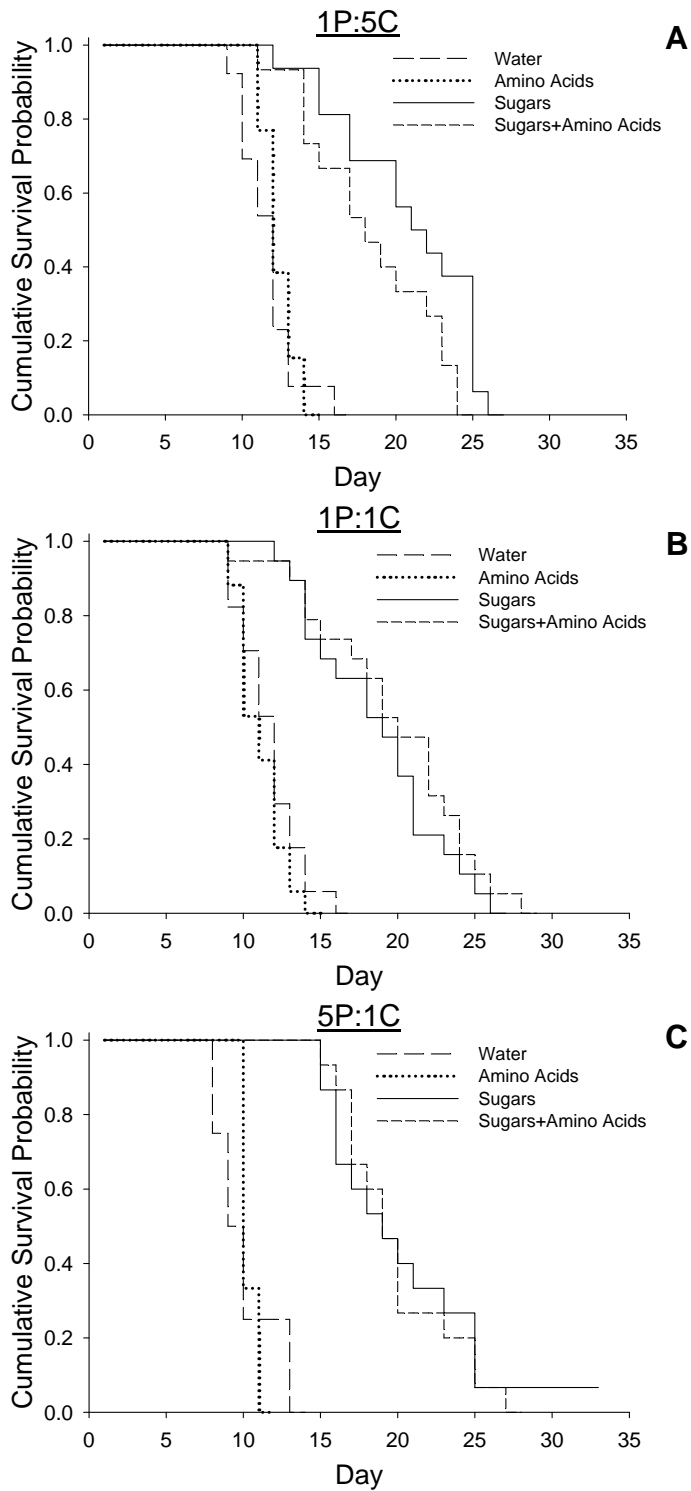 1P:5C
A
Water
Amino Acids
Sugars
Sugars+Amino Acids
Cumulative Survival Probability
1.0
0.8
0.6
0.4
0.2
0.0
0 5 10 15 20 25 30 35
Day
1P:1C
B
Water
Amino Acids
Sugars
Sugars+Amino Acids
Cumulative Survival Probability
1.0
0.8
0.6
0.4
0.2
0.0
0 5 10 15 20 25 30 35
Day
5P:1C
C
Water
Amino Acids
Sugars
Sugars+Amino Acids
Cumulative Survival Probability
1.0
0.8
0.6
0.4
0.2
0.0
0 5 10 15 20 25 30 35
Day